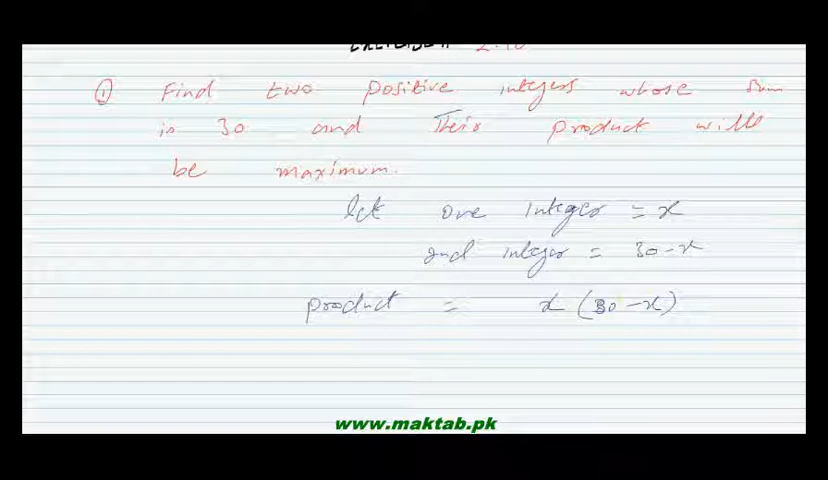 ① Find two positive integers whose sum
is 30 and Their product will
be maximum.
let one integer = x
2nd integer = 30-x
product = x (30-x)
www.maktab.pk